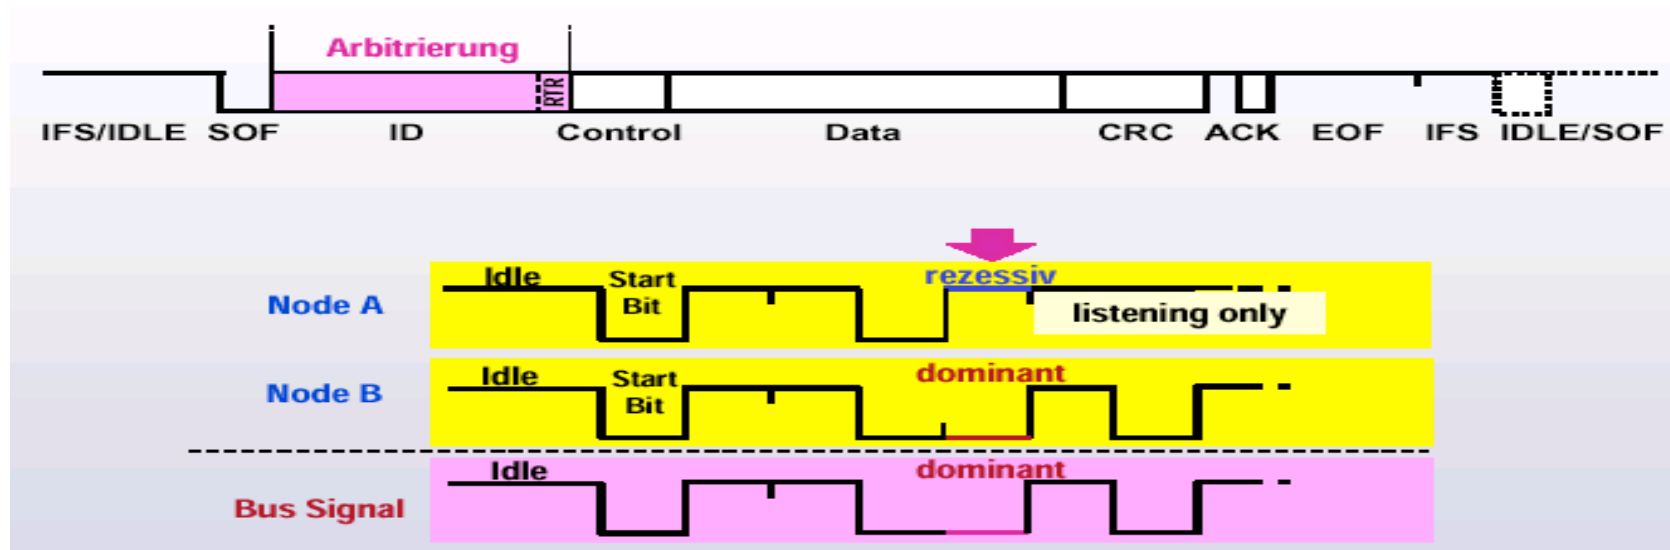 Arbitrierung
RTR
IFS/IDLE SOF ID Control Data CRC ACK EOF IFS IDLE/SOF
Node A
Idle
Start
Bit
rezessiv
listening only
Node B
Idle
Start
Bit
dominant
Bus Signal
Idle
dominant